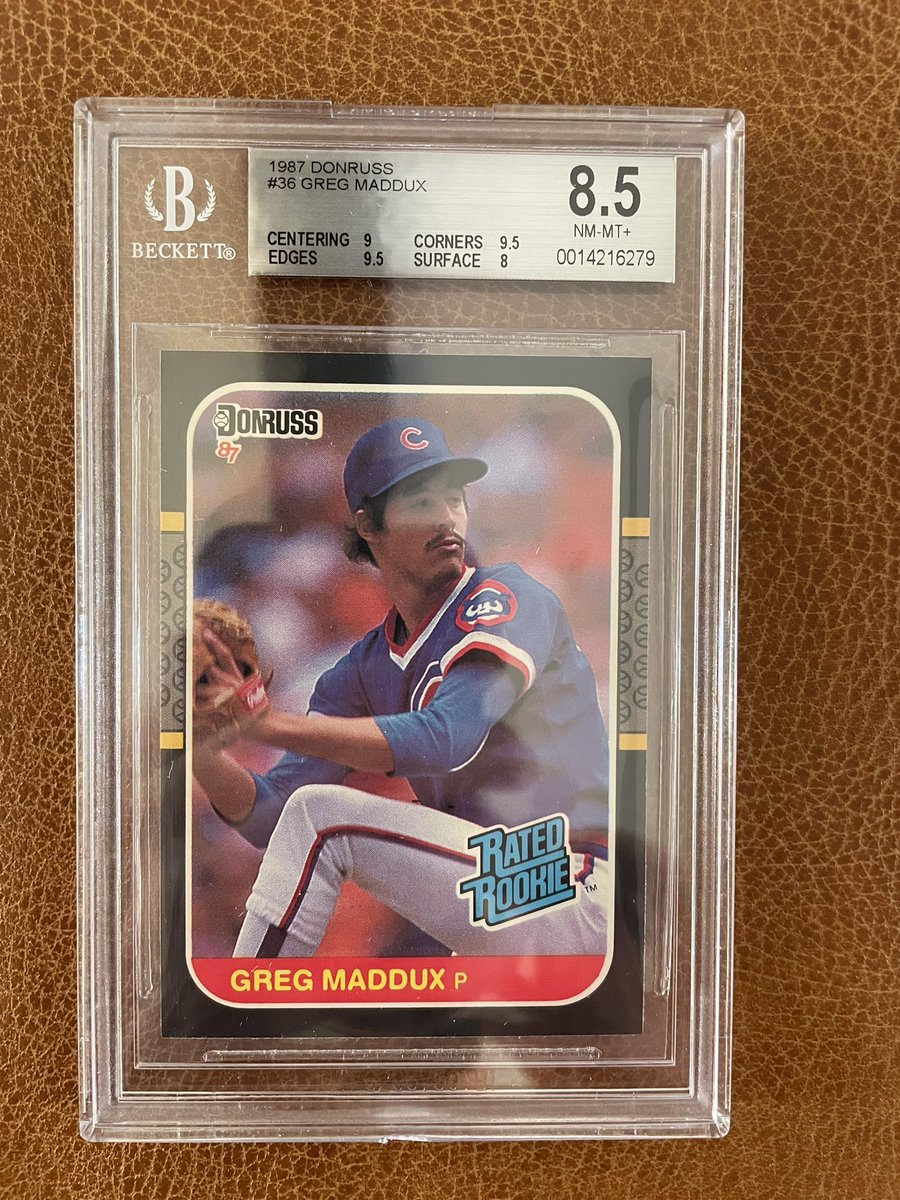 1987 DONRUSS
#36 GREG MADDUX
8.5
NM-MT+
CENTERING 9 CORNERS 9.5
EDGES 9.5 SURFACE 8
0014216279
B
BECKETT®
DONRUSS
87
C
RATED
ROOKIE
TM
GREG MADDUX P